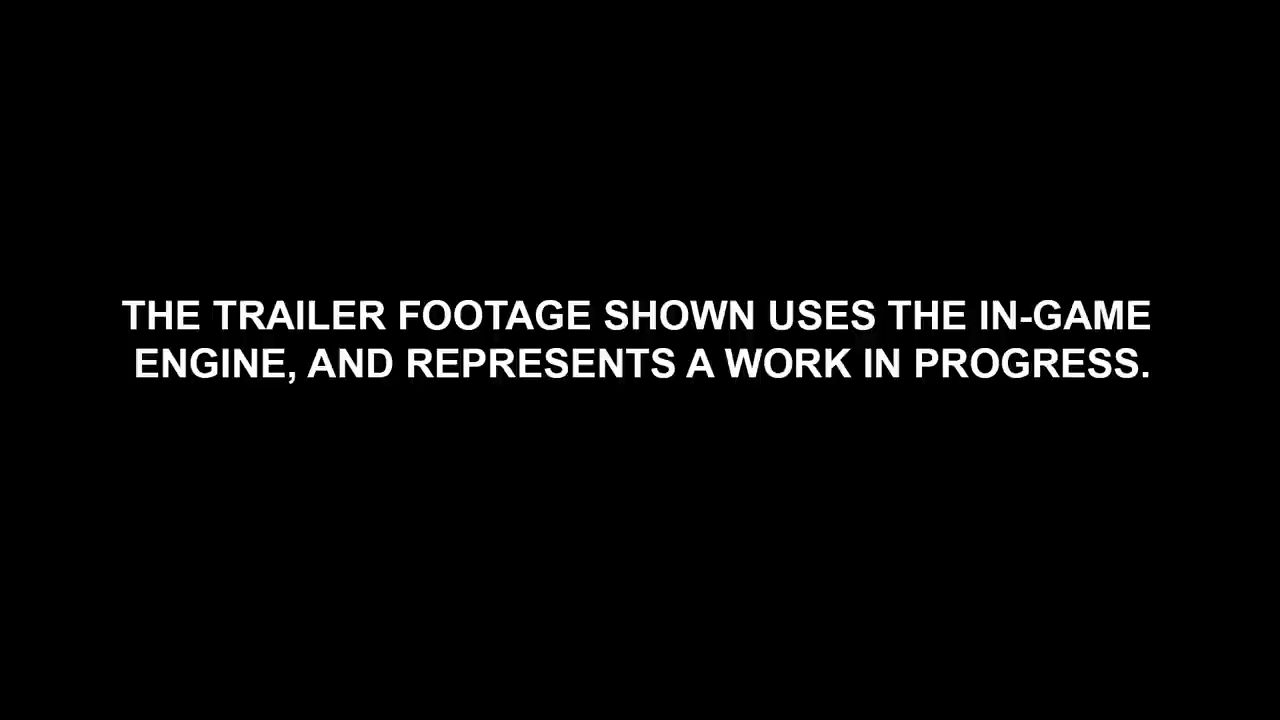 THE TRAILER FOOTAGE SHOWN USES THE IN-GAME
ENGINE, AND REPRESENTS A WORK IN PROGRESS.